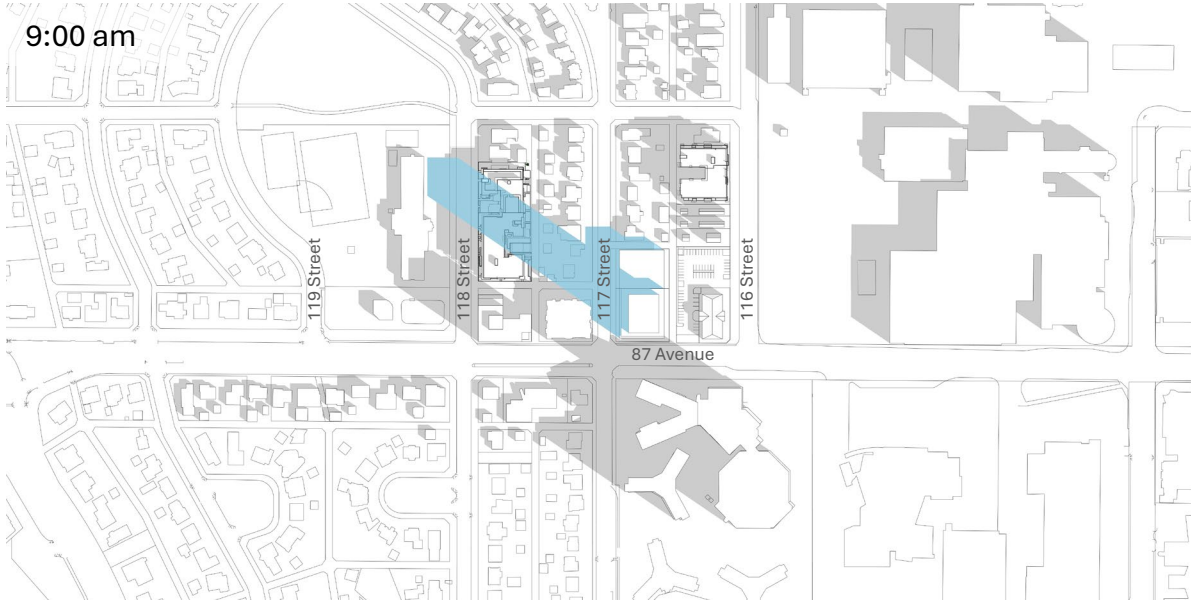 9:00 am
119 Street
118 Street
117 Street
116 Street
87 Avenue